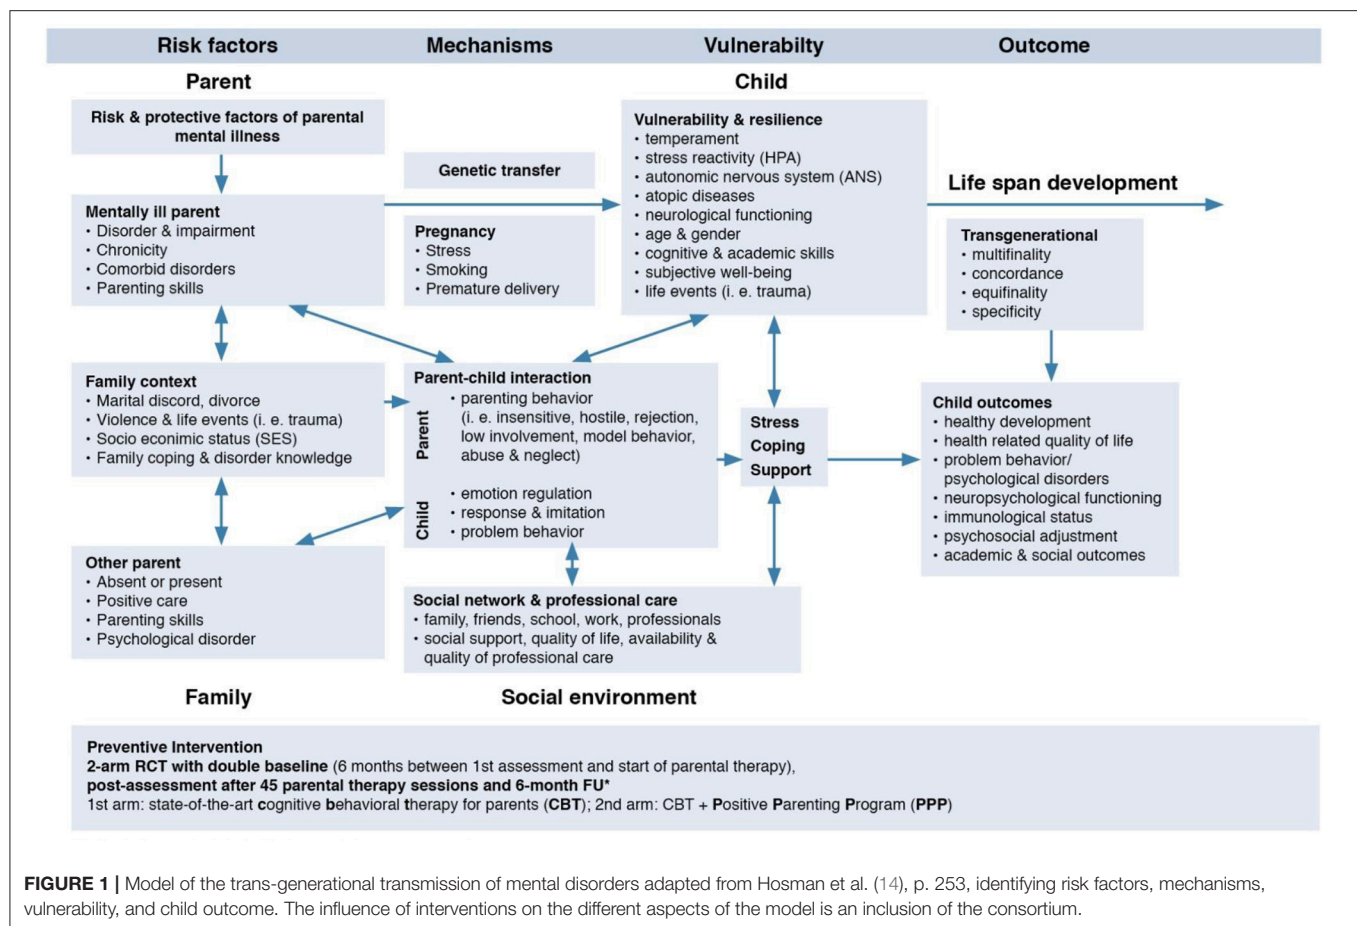 Risk factors Mechanisms Vulnerabilty Outcome
Parent Child
Risk & protective factors of parental
mental illness
Mentally ill parent
• Disorder & impairment
• Chronicity
• Comorbid disorders
• Parenting skills
Family context
• Marital discord, divorce
• Violence & life events (i. e. trauma)
• Socio econimic status (SES)
• Family coping & disorder knowledge
Other parent
• Absent or present
• Positive care
• Parenting skills
• Psychological disorder
Family
Genetic transfer
Pregnancy
• Stress
• Smoking
• Premature delivery
Parent-child interaction
Parent
• parenting behavior
(i. e. insensitive, hostile, rejection,
low involvement, model behavior,
abuse & neglect)
Child
• emotion regulation
• response & imitation
• problem behavior
Social network & professional care
• family, friends, school, work, professionals
• social support, quality of life, availability &
quality of professional care
Social environment
Vulnerability & resilience
• temperament
• stress reactivity (HPA)
• autonomic nervous system (ANS)
• atopic diseases
• neurological functioning
• age & gender
• cognitive & academic skills
• subjective well-being
• life events (i. e. trauma)
Stress
Coping
Support
Life span development
Transgenerational
• multifinality
• concordance
• equifinality
• specificity
Child outcomes
• healthy development
• health related quality of life
• problem behavior/
psychological disorders
• neuropsychological functioning
• immunological status
• psychosocial adjustment
• academic & social outcomes
Preventive Intervention
2-arm RCT with double baseline (6 months between 1st assessment and start of parental therapy),
post-assessment after 45 parental therapy sessions and 6-month FU*
1st arm: state-of-the-art cognitive behavioral therapy for parents (CBT); 2nd arm: CBT + Positive Parenting Program (PPP)
FIGURE 1 | Model of the trans-generational transmission of mental disorders adapted from Hosman et al. (14), p. 253, identifying risk factors, mechanisms,
vulnerability, and child outcome. The influence of interventions on the different aspects of the model is an inclusion of the consortium.